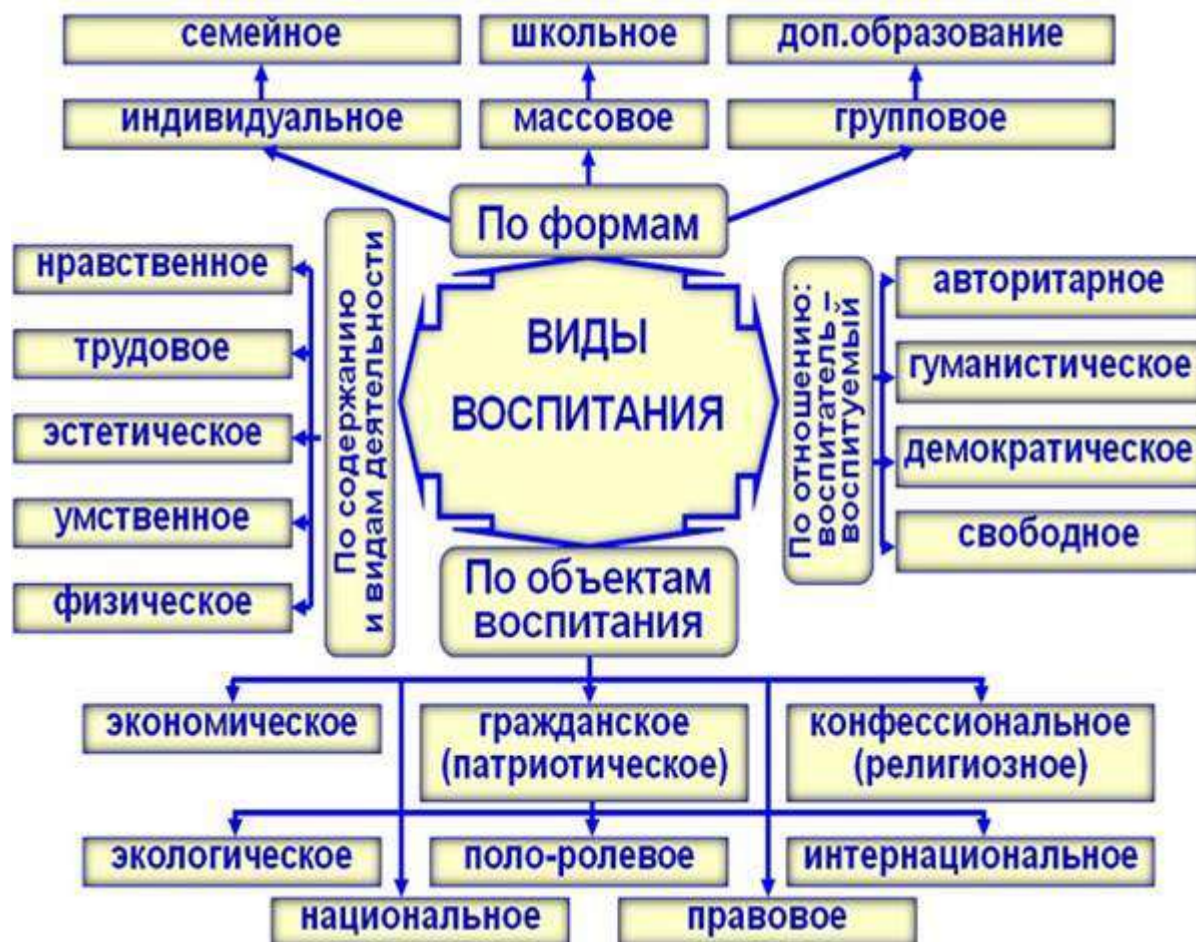 семейное
школьное
доп.образование
индивидуальное
массовое
групповое
По формам
По содержанию
и видам деятельности
нравственное
трудовое
эстетическое
умственное
физическое
ВИДЫ
ВОСПИТАНИЯ
По отношению:
воспитатель –
воспитуемый
авторитарное
гуманистическое
демократическое
свободное
По объектам
воспитания
экономическое
гражданское
(патриотическое)
конфессиональное
(религиозное)
экологическое
поло-ролевое
интернациональное
национальное
правовое